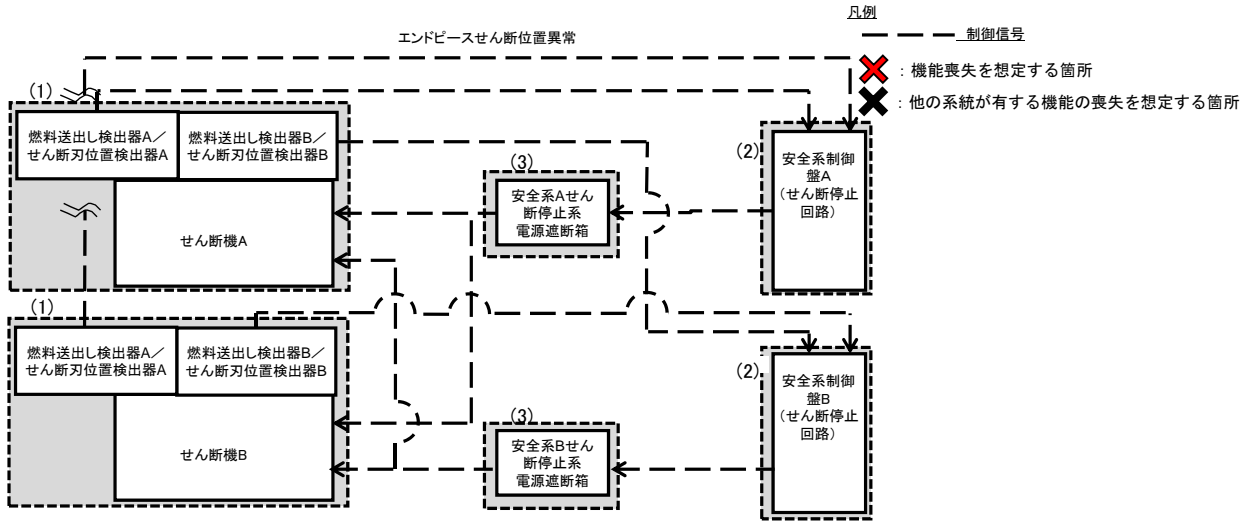 凡例
エンドピースせん断位置異常
制御信号
：機能喪失を想定する箇所
：他の系統が有する機能の喪失を想定する箇所
(1)
燃料送出し検出器A／
せん断刃位置検出器A
燃料送出し検出器B／
せん断刃位置検出器B
せん断機A
(3)
安全系Aせん
断停止系
電源遮断箱
(2)
安全系制御
盤A
(せん断停止
回路)
(1)
燃料送出し検出器A／
せん断刃位置検出器A
燃料送出し検出器B／
せん断刃位置検出器B
せん断機B
(3)
安全系Bせん
断停止系
電源遮断箱
(2)
安全系制御
盤B
(せん断停止
回路)